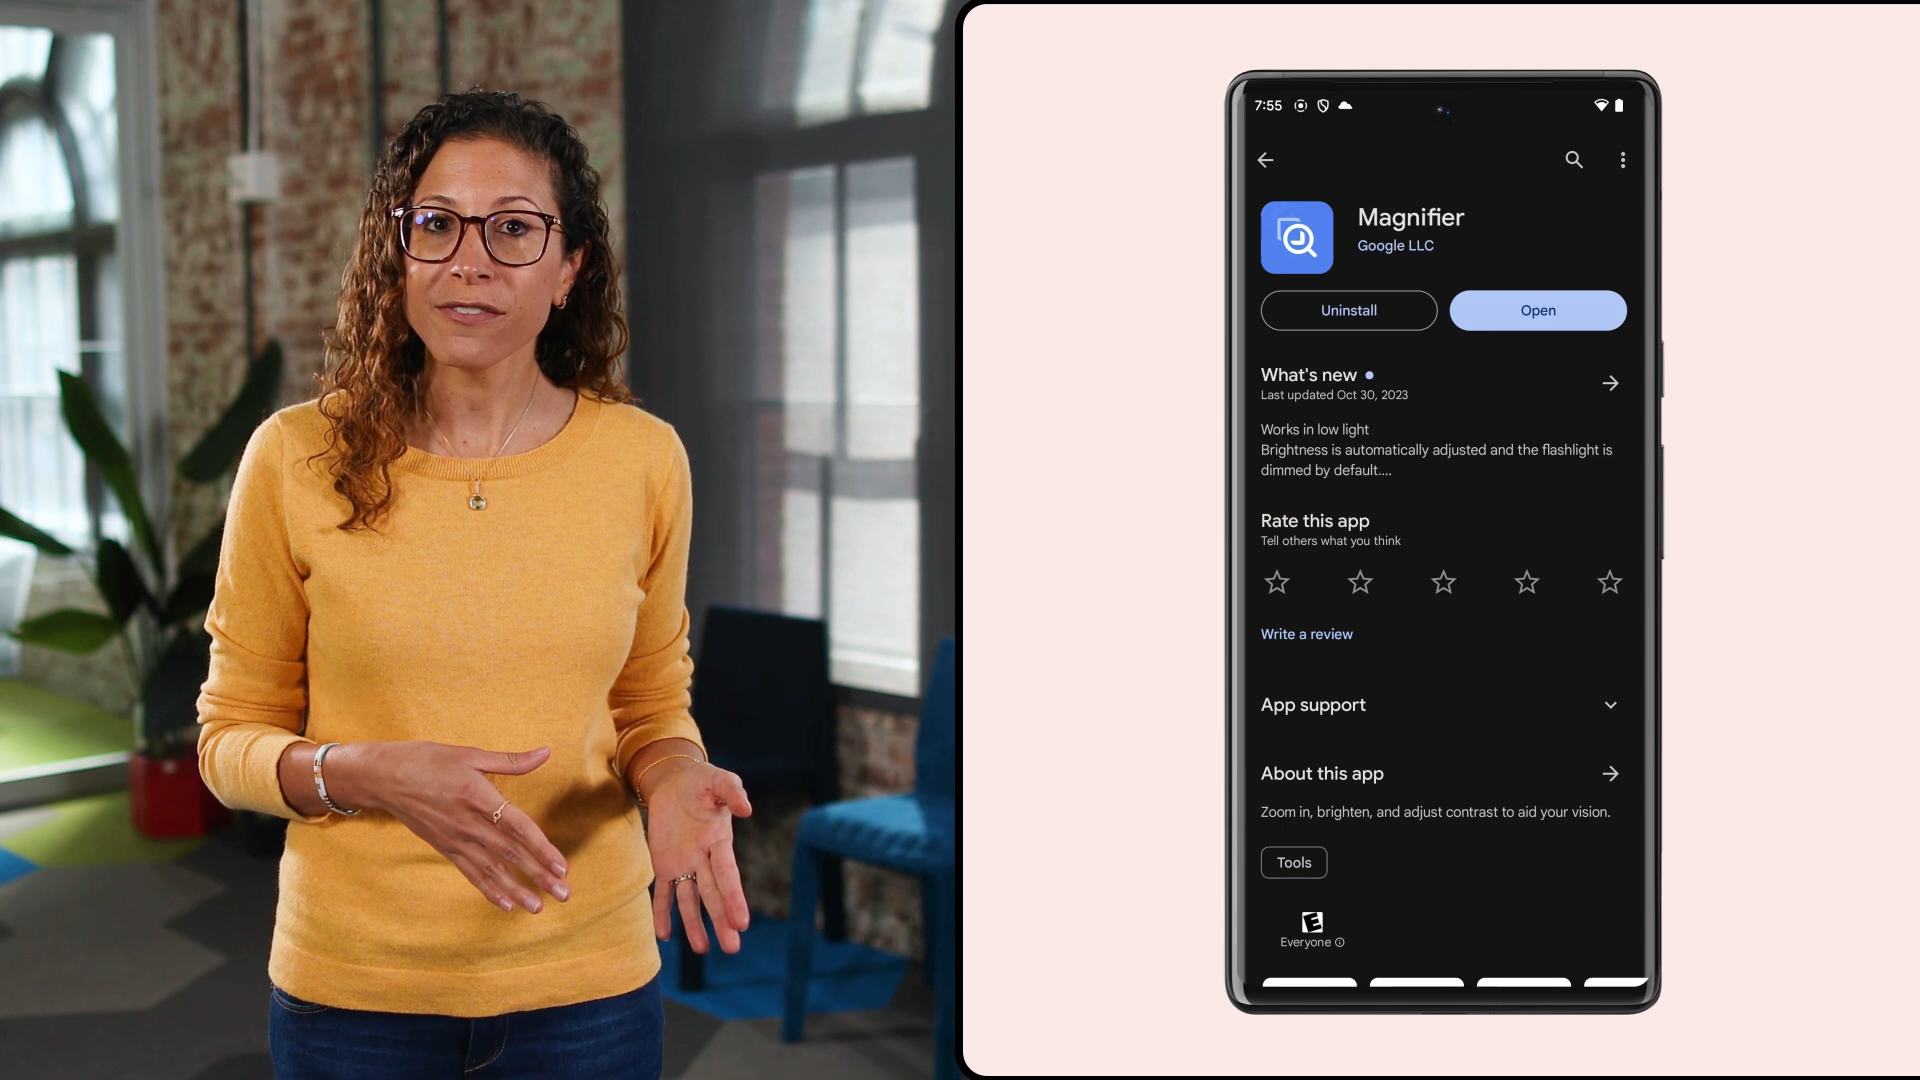 7:55
Magnifier
Google LLC
Uninstall
Open
What's new
Last updated Oct 30, 2023
Works in low light
Brightness is automatically adjusted and the flashlight is
dimmed by default....
Rate this app
Tell others what you think
Write a review
App support
About this app
Zoom in, brighten, and adjust contrast to aid your vision.
Tools
E
Everyone